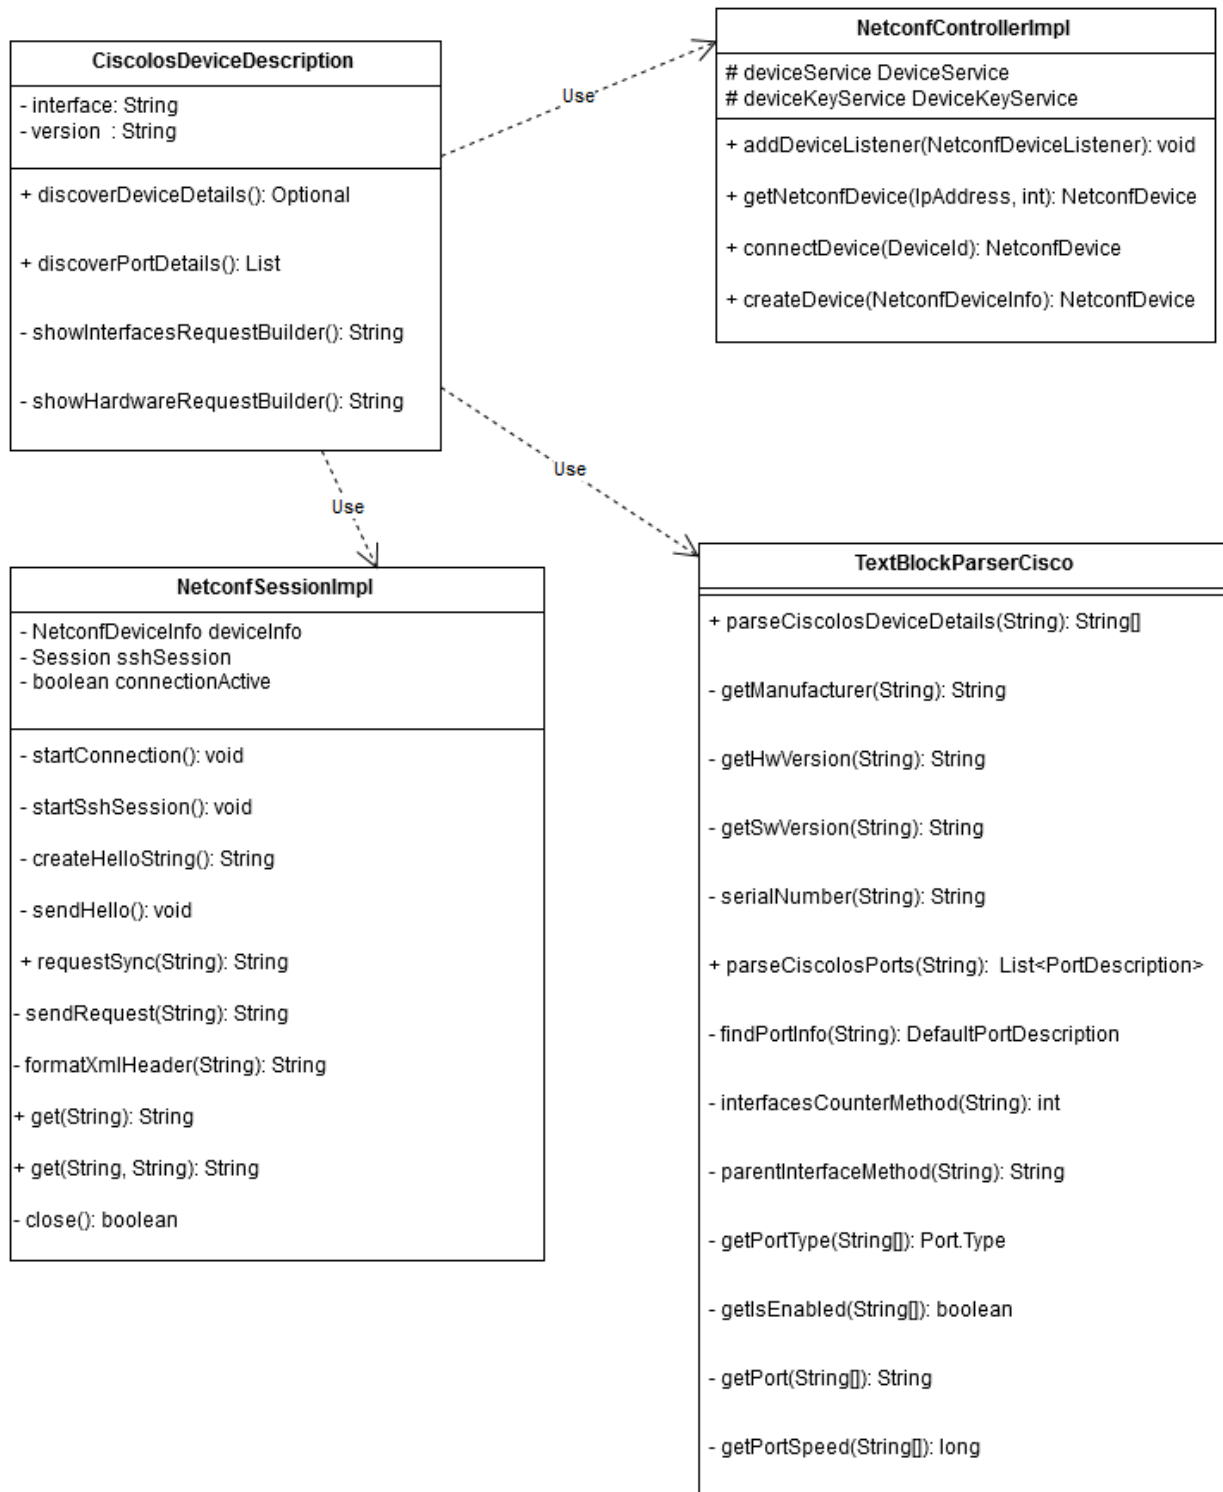 CiscoIosDeviceDescription
- interface: String
- version : String
+ discoverDeviceDetails(): Optional
+ discoverPortDetails(): List
- showInterfacesRequestBuilder(): String
- showHardwareRequestBuilder(): String
Use
NetconfControllerImpl
# deviceService DeviceService
# deviceKeyService DeviceKeyService
+ addDeviceListener(NetconfDeviceListener): void
+ getNetconfDevice(IpAddress, int): NetconfDevice
+ connectDevice(DeviceId): NetconfDevice
+ createDevice(NetconfDeviceInfo): NetconfDevice
Use
Use
NetconfSessionImpl
- NetconfDeviceInfo deviceInfo
- Session sshSession
- boolean connectionActive
- startConnection(): void
- startSshSession(): void
- createHelloString(): String
- sendHello(): void
+ requestSync(String): String
- sendRequest(String): String
- formatXmlHeader(String): String
+ get(String): String
+ get(String, String): String
- close(): boolean
TextBlockParserCisco
+ parseCiscoIosDeviceDetails(String): String[]
- getManufacturer(String): String
- getHwVersion(String): String
- getSwVersion(String): String
- serialNumber(String): String
+ parseCiscoIosPorts(String): List<PortDescription>
- findPortInfo(String): DefaultPortDescription
- interfacesCounterMethod(String): int
- parentInterfaceMethod(String): String
- getPortType(String[]): Port.Type
- getIsEnabled(String[]): boolean
- getPort(String[]): String
- getPortSpeed(String[]): long